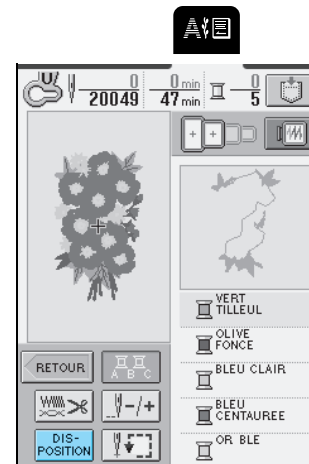 A
U
0
20049
0 min
47 min
0
5
VERT
TILLEUL
OLIVE
FONCE
BLEU CLAIR
BLEU
CENTAUREE
OR BLE
RETOUR
A B C
-/+
DIS-
POSITION